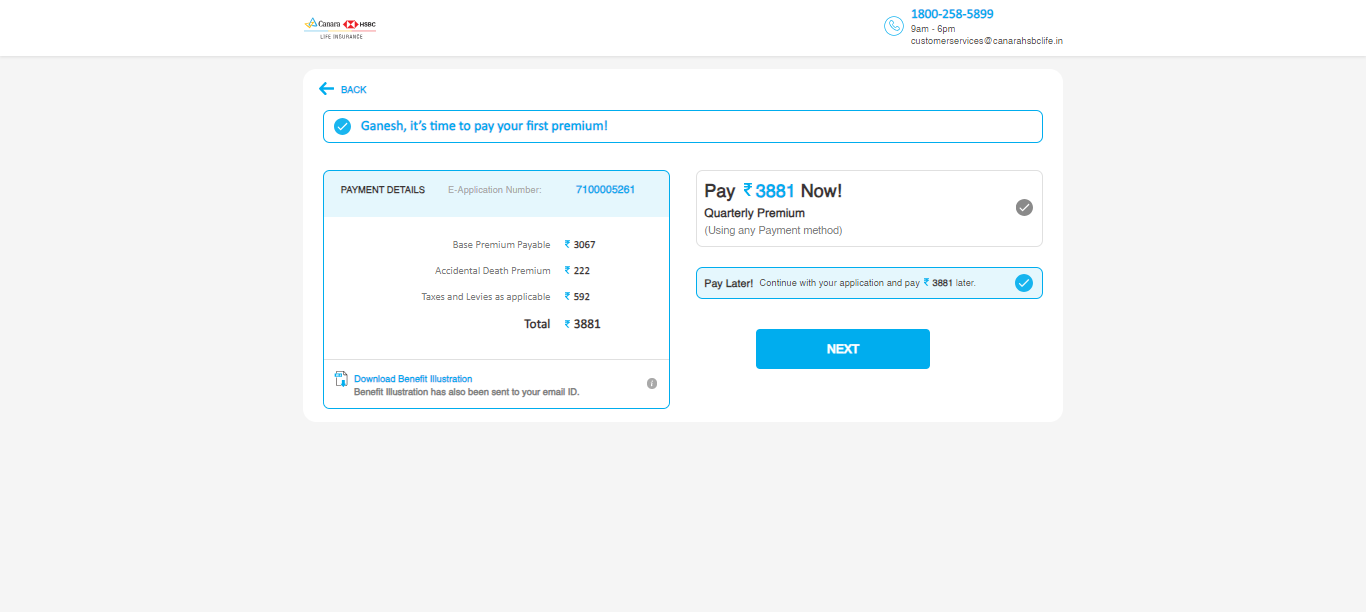 Canara HSBC
LIFE INSURANCE
1800-258-5899
9am - 6pm
customerservices@canarahsbclife.in
BACK
Ganesh, it's time to pay your first premium!
PAYMENT DETAILS E-Application Number: 7100005261
Base Premium Payable ₹ 3067
Accidental Death Premium ₹ 222
Taxes and Levies as applicable ₹ 592
Total ₹ 3881
Download Benefit Illustration
Benefit Illustration has also been sent to your email ID.
Pay ₹ 3881 Now!
Quarterly Premium
(Using any Payment method)
Pay Later! Continue with your application and pay ₹ 3881 later.
NEXT